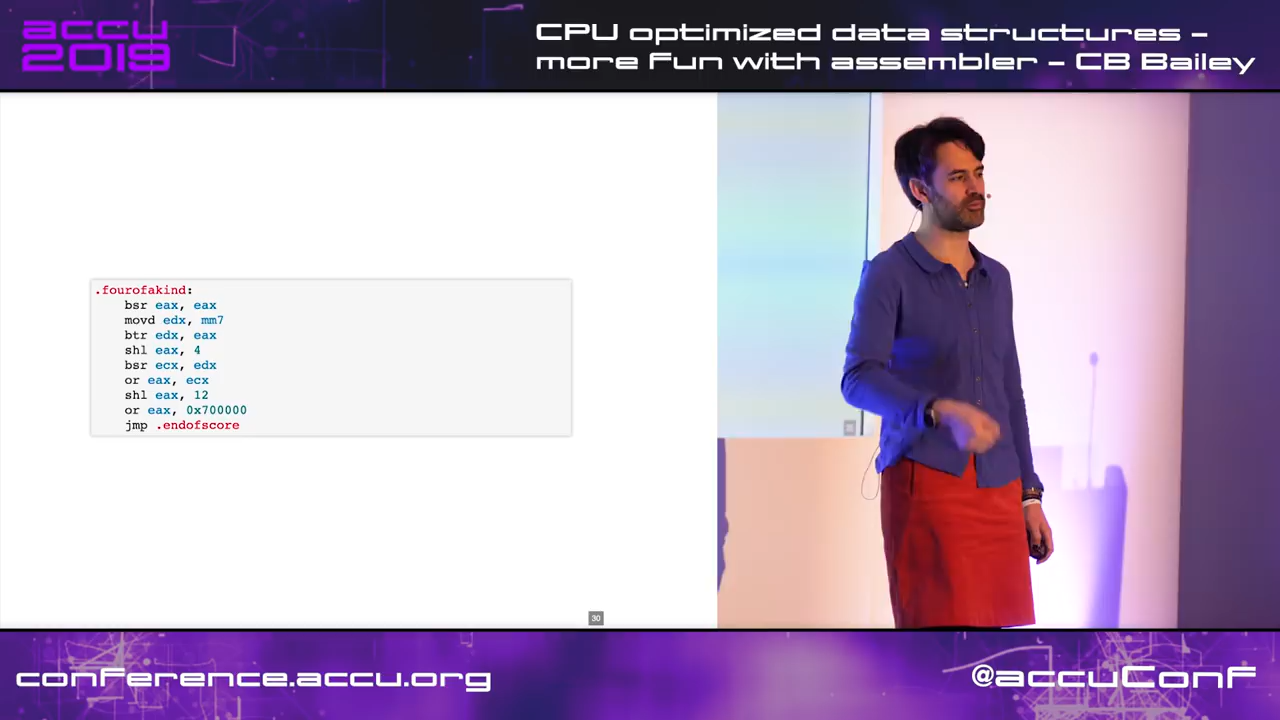 accu
2019
CPU optimized data structures -
more fun with assembler - CB Bailey
.fourofakind:
bsr eax, eax
movd edx, mm7
btr edx, eax
shl eax, 4
bsr ecx, edx
or eax, ecx
shl eax, 12
or eax, 0x700000
jmp .endofscore
30
conference.accu.org
@accuConf